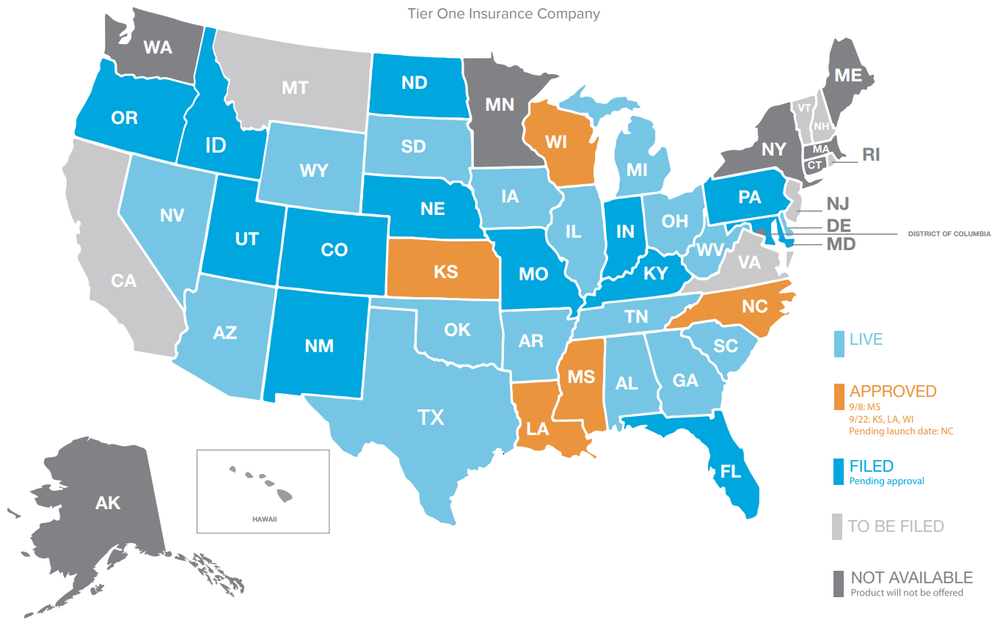 Tier One Insurance Company
WA
ME
MT
ND
MN
VT
OR
NH
ID
SD
WI
NY
MA
RI
WY
MI
CT
IA
PA
NE
NJ
NV
OH
DE
UT
IL
IN
DISTRICT OF COLUMBIA
CO
WV
MD
KS
MO
KY
VA
CA
NC
OK
TN
AZ
AR
NM
SC
LIVE
MS
AL
GA
APPROVED
9/8: MS
9/22: KS, LA, WI
Pending launch date: NC
TX
LA
FL
FILED
Pending approval
AK
HAWAII
TO BE FILED
NOT AVAILABLE
Product will not be offered